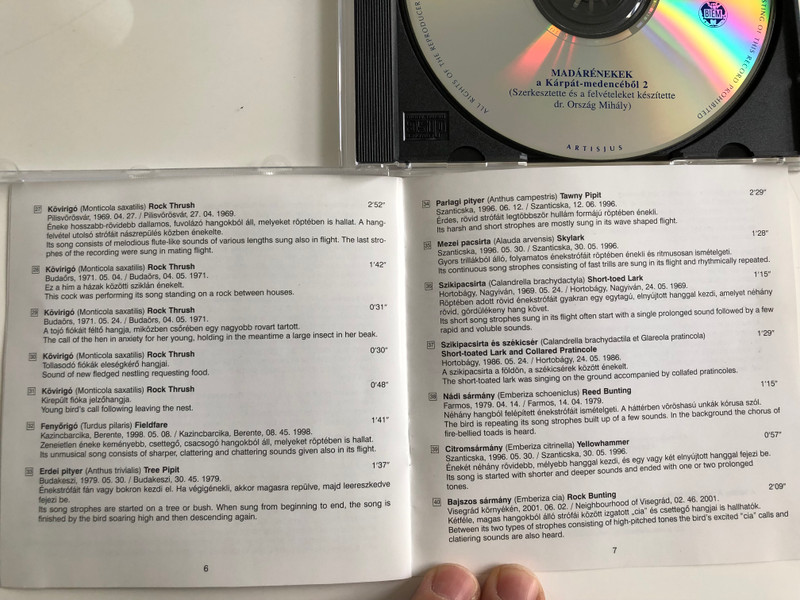 ALL RIGHTS OF THE REPRODUCER
STING OF THIS RECORD PROHIBITED
BIEM
MADÁRÉNEKEK
a Kárpát-medencéből 2
(Szerkesztette és a felvételeket készítette
dr. Ország Mihály)
ARTISJUS
27 Kövirigó (Monticola saxatilis) Rock Thrush 2'52"
Pilisvörösvár, 1969. 04. 27. / Pilisvörösvár, 27. 04. 1969.
Éneke hosszabb-rövidebb dallamos, fuvolázó hangokból áll, melyeket röptében is hallat. A hang-
felvétel utolsó strófáit nászrepülés közben énekelte.
Its song consists of melodious flute-like sounds of various lengths sung also in flight. The last stro-
phes of the recording were sung in mating flight.
28 Kövirigó (Monticola saxatilis) Rock Thrush 1'42"
Budaörs, 1971. 05. 04. / Budaörs, 04. 05. 1971.
Ez a hím a házak közötti sziklán énekelt.
This cock was performing its song standing on a rock between houses.
29 Kövirigó (Monticola saxatilis) Rock Thrush 0'31"
Budaörs, 1971. 05. 24. / Budaörs, 04. 05. 1971.
A tojó fiókáit féltő hangja, miközben csőrében egy nagyobb rovart tartott.
The call of the hen in anxiety for her young, holding in the meantime a large insect in her beak.
30 Kövirigó (Monticola saxatilis) Rock Thrush 0'30"
Tollasodó fiókák eleségkérő hangjai.
Sound of new fledged nestling requesting food.
31 Kövirigó (Monticola saxatilis) Rock Thrush 0'48"
Kirepült fióka jelzőhangja.
Young bird's call following leaving the nest.
32 Fenyőrigó (Turdus pilaris) Fieldfare 1'41"
Kazincbarcika, Berente, 1998. 05. 08. / Kazincbarcika, Berente, 08. 45. 1998.
Zeneietlen éneke keményebb, csettegő, csacsogó hangokból áll, melyeket röptében is hallat.
Its unmusical song consists of sharper, clattering and chattering sounds given also in its flight.
33 Erdei pityer (Anthus trivialis) Tree Pipit 1'37"
Budakeszi, 1979. 05. 30. / Budakeszi, 30. 45. 1979.
Énekstrófáit fán vagy bokron kezdi el. Ha végigénekli, akkor magasra repülve, majd leereszkedve
fejezi be.
Its song strophes are started on a tree or bush. When sung from beginning to end, the song is
finished by the bird soaring high and then descending again.
6
34 Parlagi pityer (Anthus campestris) Tawny Pipit 2'29"
Szanticska, 1996. 06. 12. / Szanticska, 12. 06. 1996.
Érdes, rövid strófáit legtöbbször hullám formájú röptében énekli.
Its harsh and short strophes are mostly sung in its wave shaped flight.
35 Mezei pacsirta (Alauda arvensis) Skylark 1'28"
Szanticska, 1996. 05. 30. / Szanticska, 30. 05. 1996.
Gyors trillákból álló, folyamatos énekstrófáit röptében énekli és ritmusosan ismételgeti.
Its continuous song strophes consisting of fast trills are sung in its flight and rhythmically repeated.
36 Szikipacsirta (Calandrella brachydactyla) Short-toed Lark 1'15"
Hortobágy, Nagyiván, 1969. 05. 24. / Hortobágy, Nagyiván, 24. 05. 1969.
Röptében adott rövid énekstrófáit gyakran egy egytagú, elnyújtott hanggal kezdi, amelyet néhány
rövid, gördülékeny hang követ.
Its short song strophes sung in its flight often start with a single prolonged sound followed by a few
rapid and voluble sounds.
37 Szikipacsirta és székicsér (Calandrella brachydactila et Glareola pratincola) 1'29"
Short-toated Lark and Collared Pratincole
Hortobágy, 1986. 05. 24. / Hortobágy, 24. 05. 1986.
A szikipacsirta a földön, a székicsérek között énekelt.
The short-toated lark was singing on the ground accompanied by collated pratincoles.
38 Nádi sármány (Emberiza schoeniclus) Reed Bunting 1'15"
Farmos, 1979. 04. 14. / Farmos, 14. 04. 1979.
Néhány hangból felépített énekstrófáit ismételgeti. A háttérben vöröshasú unkák kórusa szól.
The bird is repeating its song strophes built up of a few sounds. In the background the chorus of
fire-bellied toads is heard.
39 Citromsármány (Emberiza citrinella) Yellowhammer 0'57"
Szanticska, 1996. 05. 30. / Szanticska, 30. 05. 1996.
Énekét néhány rövidebb, mélyebb hanggal kezdi, és egy vagy két elnyújtott hanggal fejezi be.
Its song is started with shorter and deeper sounds and ended with one or two prolonged
tones.
40 Bajszos sármány (Emberiza cia) Rock Bunting 2'09"
Visegrád környékén, 2001. 06. 02. / Neighbourhood of Visegrád, 02. 46. 2001.
Kétféle, magas hangokból álló strófái között izgatott „cia" és csettegő hangjai is hallhatók.
Between its two types of strophes consisting of high-pitched tones the bird's excited "cia" calls and
clatiering sounds are also heard.
7